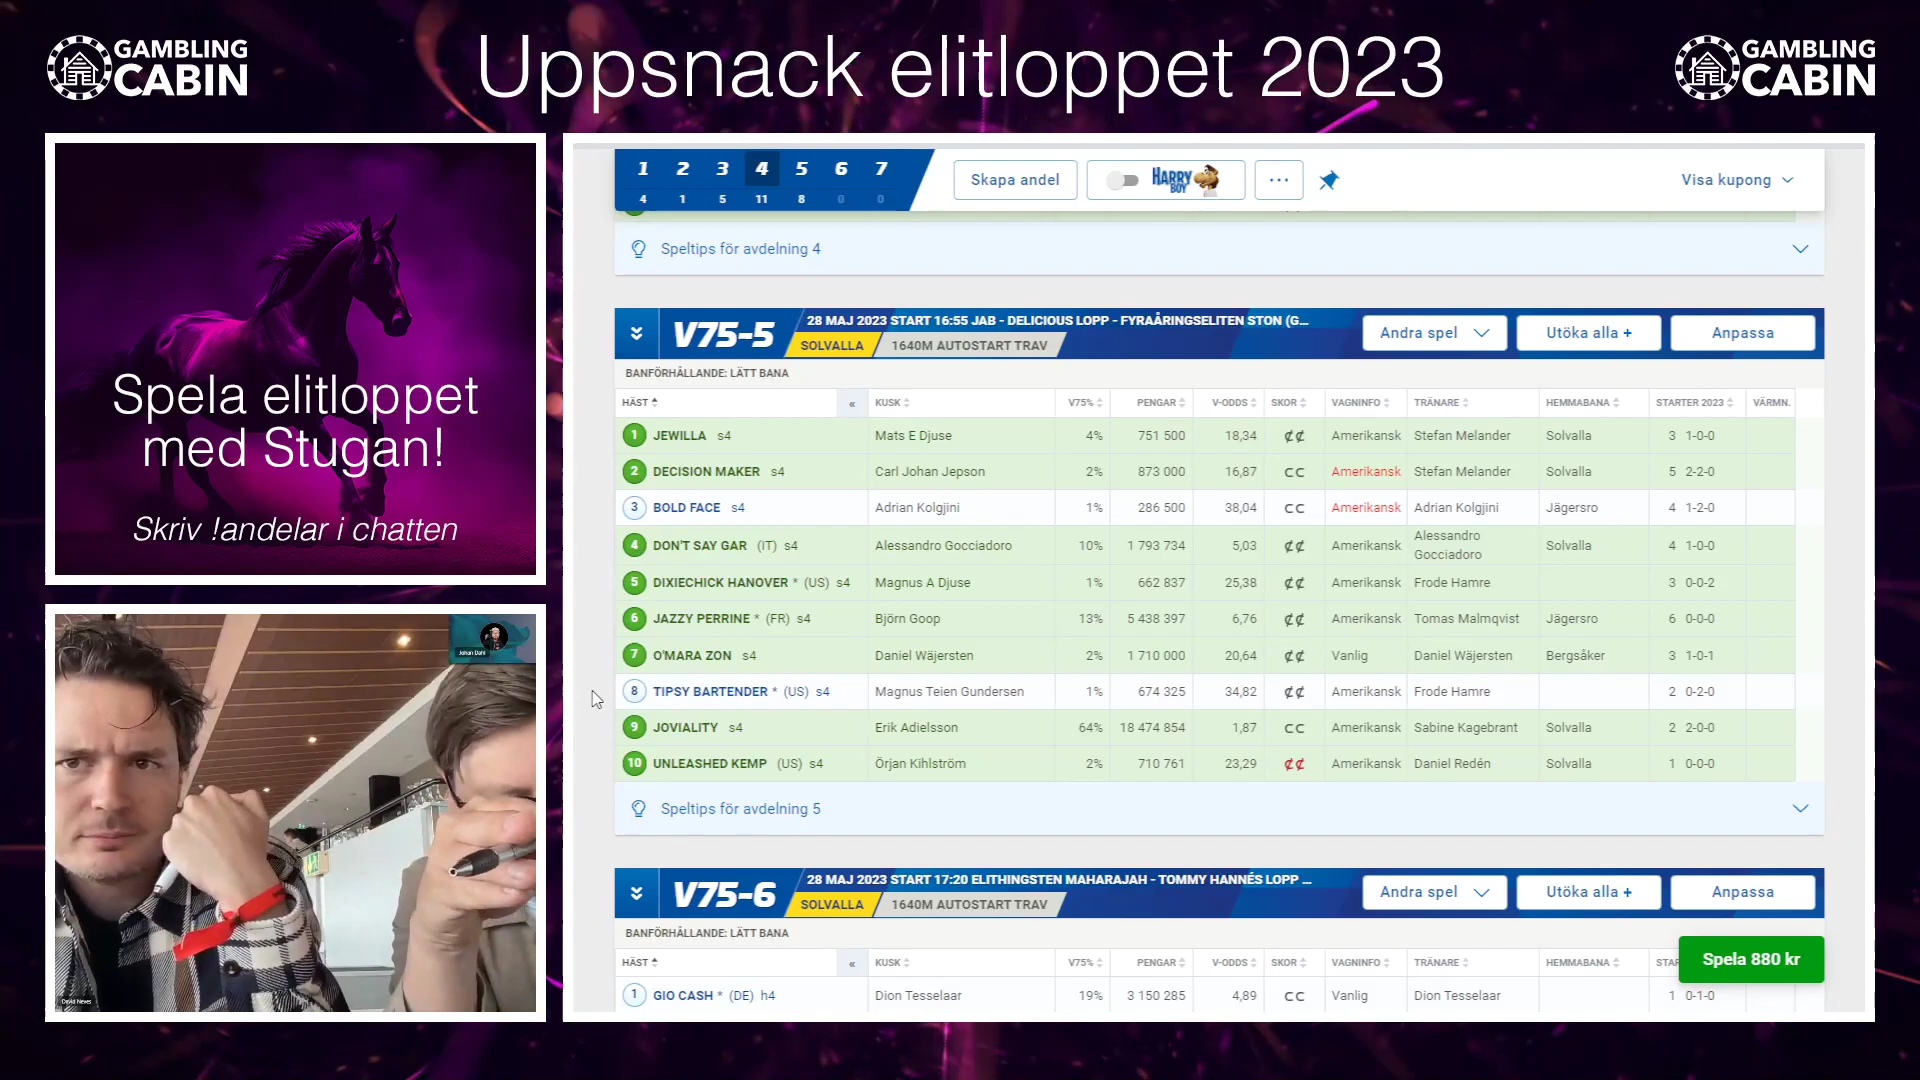 GAMBLING
CABIN
Uppsnack elitloppet 2023
GAMBLING
CABIN
Spela elitloppet
med Stugan!
Skriv !andelar i chatten
Johan Dahl
David Neves
1 2 3 4 5 6 7
4 1 5 11 8 0 0
Skapa andel
HARRY
BOY
Visa kupong
Speltips för avdelning 4
V75-5
28 MAJ 2023 START 16:55 JAB - DELICIOUS LOPP - FYRAÅRINGSELITEN STON (G...
SOLVALLA 1640M AUTOSTART TRAV
Andra spel
Utöka alla +
Anpassa
BANFÖRHÅLLANDE: LÄTT BANA
HÄST « KUSK V75% PENGAR V-ODDS SKOR VAGNINFO TRÄNARE HEMMABANA STARTER 2023 VÄRMN.
1 JEWILLA s4 Mats E Djuse 4% 751 500 18,34 ₵₵ Amerikansk Stefan Melander Solvalla 3 1-0-0
2 DECISION MAKER s4 Carl Johan Jepson 2% 873 000 16,87 CC Amerikansk Stefan Melander Solvalla 5 2-2-0
3 BOLD FACE s4 Adrian Kolgjini 1% 286 500 38,04 CC Amerikansk Adrian Kolgjini Jägersro 4 1-2-0
4 DON'T SAY GAR (IT) s4 Alessandro Gocciadoro 10% 1 793 734 5,03 ₵₵ Amerikansk Alessandro Gocciadoro Solvalla 4 1-0-0
5 DIXIECHICK HANOVER * (US) s4 Magnus A Djuse 1% 662 837 25,38 ₵₵ Amerikansk Frode Hamre 3 0-0-2
6 JAZZY PERRINE * (FR) s4 Björn Goop 13% 5 438 397 6,76 ₵₵ Amerikansk Tomas Malmqvist Jägersro 6 0-0-0
7 O'MARA ZON s4 Daniel Wäjersten 2% 1 710 000 20,64 ₵₵ Vanlig Daniel Wäjersten Bergsåker 3 1-0-1
8 TIPSY BARTENDER * (US) s4 Magnus Teien Gundersen 1% 674 325 34,82 ₵₵ Amerikansk Frode Hamre 2 0-2-0
9 JOVIALITY s4 Erik Adielsson 64% 18 474 854 1,87 CC Amerikansk Sabine Kagebrant Solvalla 2 2-0-0
10 UNLEASHED KEMP (US) s4 Örjan Kihlström 2% 710 761 23,29 ₵₵ Amerikansk Daniel Redén Solvalla 1 0-0-0
Speltips för avdelning 5
V75-6
28 MAJ 2023 START 17:20 ELITHINGSTEN MAHARAJAH - TOMMY HANNÉS LOPP ...
SOLVALLA 1640M AUTOSTART TRAV
Andra spel
Utöka alla +
Anpassa
BANFÖRHÅLLANDE: LÄTT BANA
HÄST « KUSK V75% PENGAR V-ODDS SKOR VAGNINFO TRÄNARE HEMMABANA STAR
Spela 880 kr
1 GIO CASH * (DE) h4 Dion Tesselaar 19% 3 150 285 4,89 CC Vanlig Dion Tesselaar 1 0-1-0